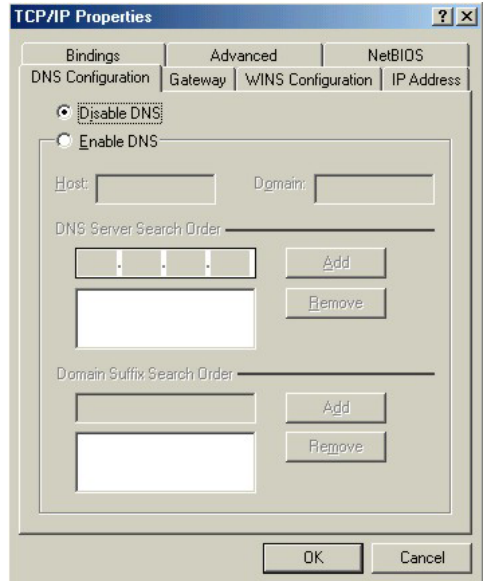 TCP/IP Properties
? X
Bindings Advanced NetBIOS
DNS Configuration Gateway WINS Configuration IP Address
Disable DNS
Enable DNS
Host: Domain:
DNS Server Search Order
. . . Add
Remove
Domain Suffix Search Order
Add
Remove
OK Cancel